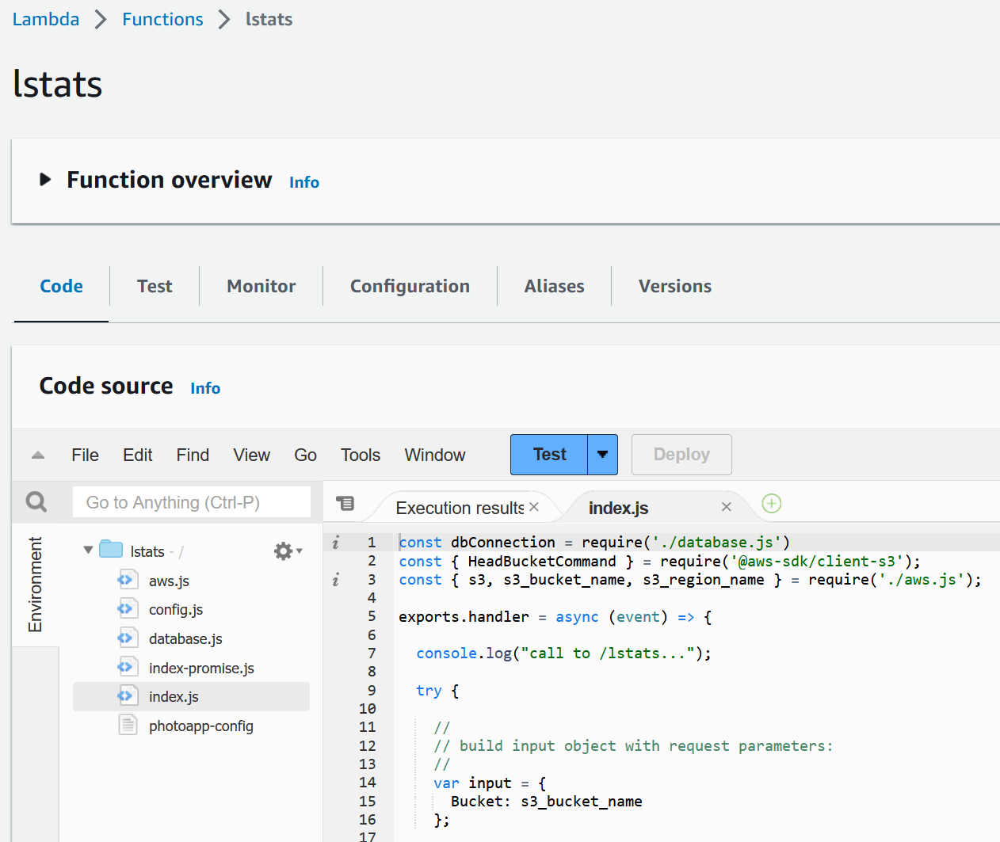 Lambda > Functions > lstats
lstats
Function overview Info
Code Test Monitor Configuration Aliases Versions
Code source Info
File Edit Find View Go Tools Window Test Deploy
Go to Anything (Ctrl-P)
Execution results index.js
Environment
lstats - /
aws.js
config.js
database.js
index-promise.js
index.js
photoapp-config
1 const dbConnection = require('./database.js')
2 const { HeadBucketCommand } = require('@aws-sdk/client-s3');
3 const { s3, s3_bucket_name, s3_region_name } = require('./aws.js');
4
5 exports.handler = async (event) => {
6
7 console.log("call to /lstats...");
8
9 try {
10
11 //
12 // build input object with request parameters:
13 //
14 var input = {
15 Bucket: s3_bucket_name
16 };
17